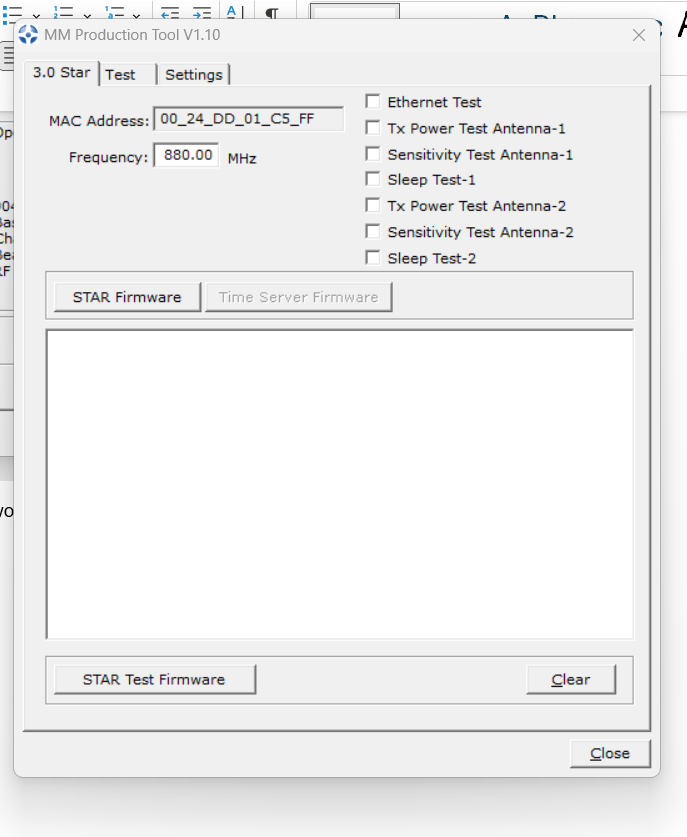 MM Production Tool V1.10
3.0 Star
Test
Settings
MAC Address: 00_24_DD_01_C5_FF
Frequency: 880.00 MHz
Ethernet Test
Tx Power Test Antenna-1
Sensitivity Test Antenna-1
Sleep Test-1
Tx Power Test Antenna-2
Sensitivity Test Antenna-2
Sleep Test-2
STAR Firmware
Time Server Firmware
STAR Test Firmware
Clear
Close